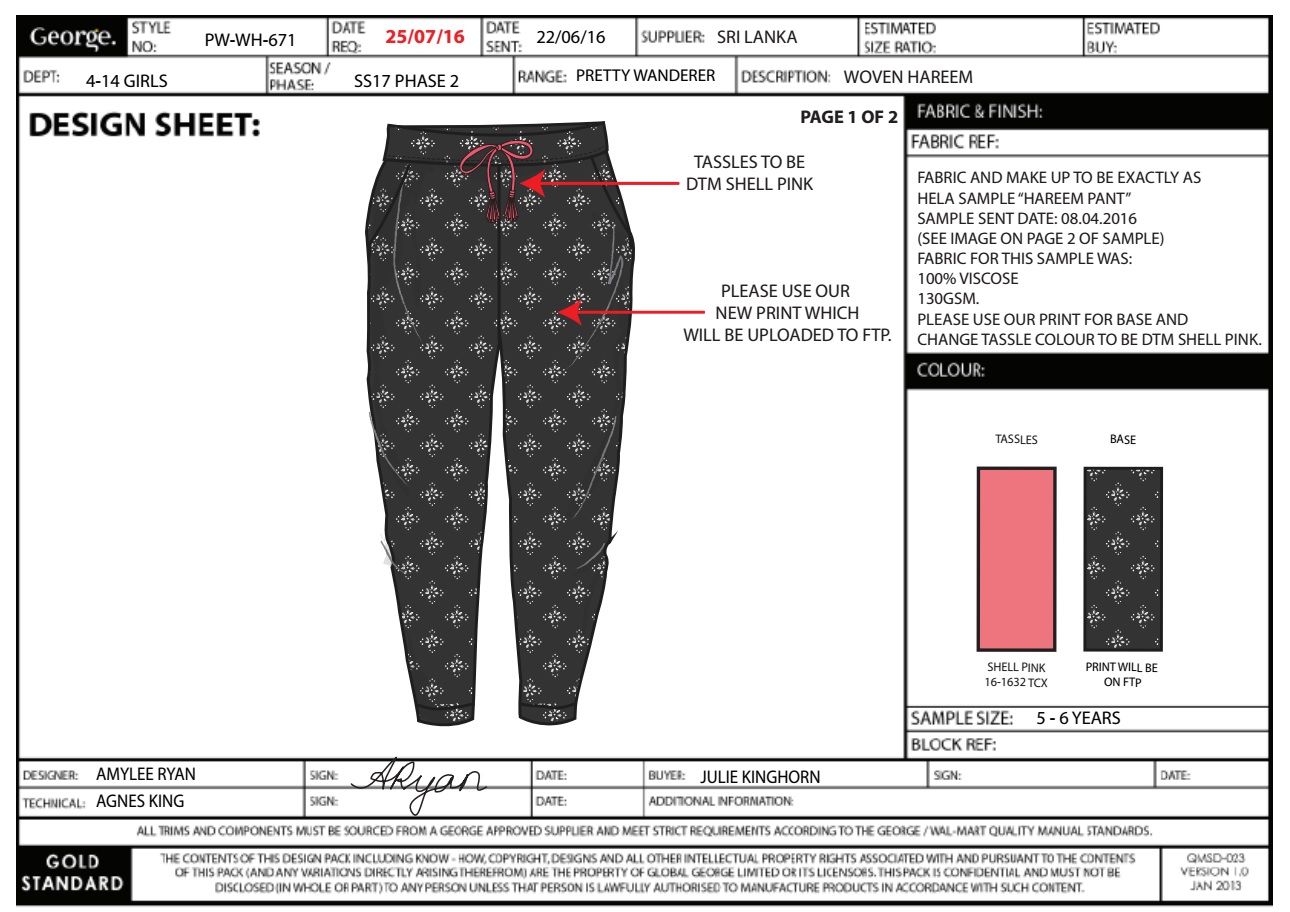 George. STYLE NO: PW-WH-671 DATE REQ: 25/07/16 DATE SENT: 22/06/16 SUPPLIER: SRI LANKA ESTIMATED SIZE RATIO: ESTIMATED BUY:
DEPT: 4-14 GIRLS SEASON / PHASE: SS17 PHASE 2 RANGE: PRETTY WANDERER DESCRIPTION: WOVEN HAREEM
DESIGN SHEET:
PAGE 1 OF 2
TASSLES TO BE
DTM SHELL PINK
PLEASE USE OUR
NEW PRINT WHICH
WILL BE UPLOADED TO FTP.
FABRIC & FINISH:
FABRIC REF:
FABRIC AND MAKE UP TO BE EXACTLY AS
HELA SAMPLE "HAREEM PANT"
SAMPLE SENT DATE: 08.04.2016
(SEE IMAGE ON PAGE 2 OF SAMPLE)
FABRIC FOR THIS SAMPLE WAS:
100% VISCOSE
130GSM.
PLEASE USE OUR PRINT FOR BASE AND
CHANGE TASSLE COLOUR TO BE DTM SHELL PINK.
COLOUR:
TASSLES BASE
SHELL PINK
16-1632 TCX
PRINT WILL BE
ON FTP
SAMPLE SIZE: 5 - 6 YEARS
BLOCK REF:
DESIGNER: AMYLEE RYAN SIGN: ARyan DATE: BUYER: JULIE KINGHORN SIGN: DATE:
TECHNICAL: AGNES KING SIGN: DATE: ADDITIONAL INFORMATION:
ALL TRIMS AND COMPONENTS MUST BE SOURCED FROM A GEORGE APPROVED SUPPLIER AND MEET STRICT REQUIREMENTS ACCORDING TO THE GEORGE / WAL-MART QUALITY MANUAL STANDARDS.
GOLD
STANDARD
THE CONTENTS OF THIS DESIGN PACK INCLUDING KNOW - HOW, COPYRIGHT, DESIGNS AND ALL OTHER INTELLECTUAL PROPERTY RIGHTS ASSOCIATED WITH AND PURSUANT TO THE CONTENTS
OF THIS PACK (AND ANY VARIATIONS DIRECTLY ARISING THEREFROM) ARE THE PROPERTY OF GLOBAL GEORGE LIMITED OR ITS LICENSORS. THIS PACK IS CONFIDENTIAL AND MUST NOT BE
DISCLOSED (IN WHOLE OR PART) TO ANY PERSON UNLESS THAT PERSON IS LAWFULLY AUTHORISED TO MANUFACTURE PRODUCTS IN ACCORDANCE WITH SUCH CONTENT.
QMSD-023
VERSION 1.0
JAN 2013